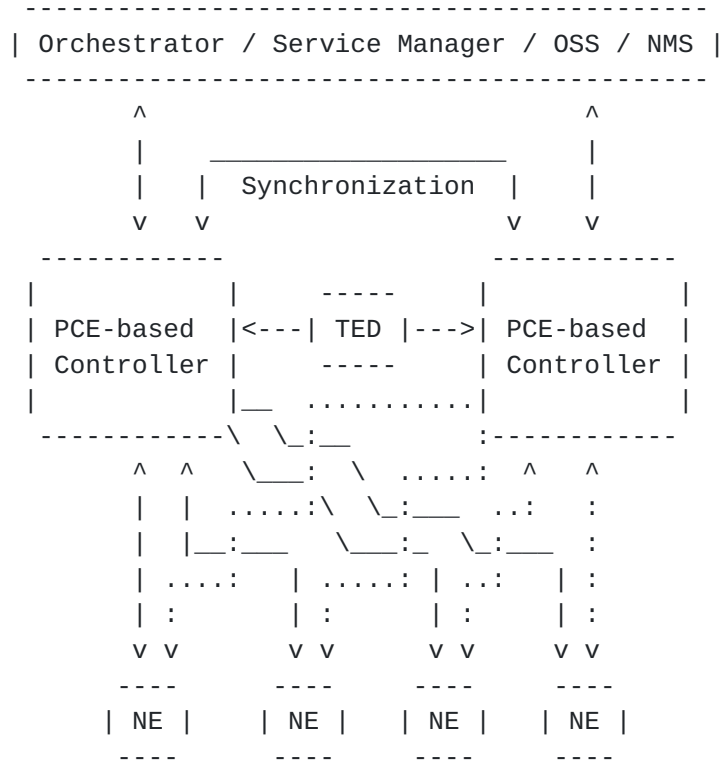 Orchestrator / Service Manager / OSS / NMS
Synchronization
PCE-based TED PCE-based
Controller Controller
NE NE NE NE